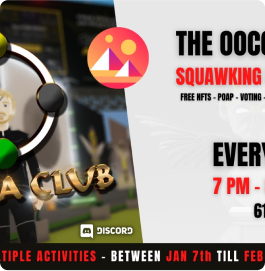 THE OOCO
SQUAWKING
FREE NFTS - POAP - VOTING -
A CLUB
EVERY
7 PM -
61
DISCORD
TIPLE ACTIVITIES - BETWEEN JAN 7th TILL FEB